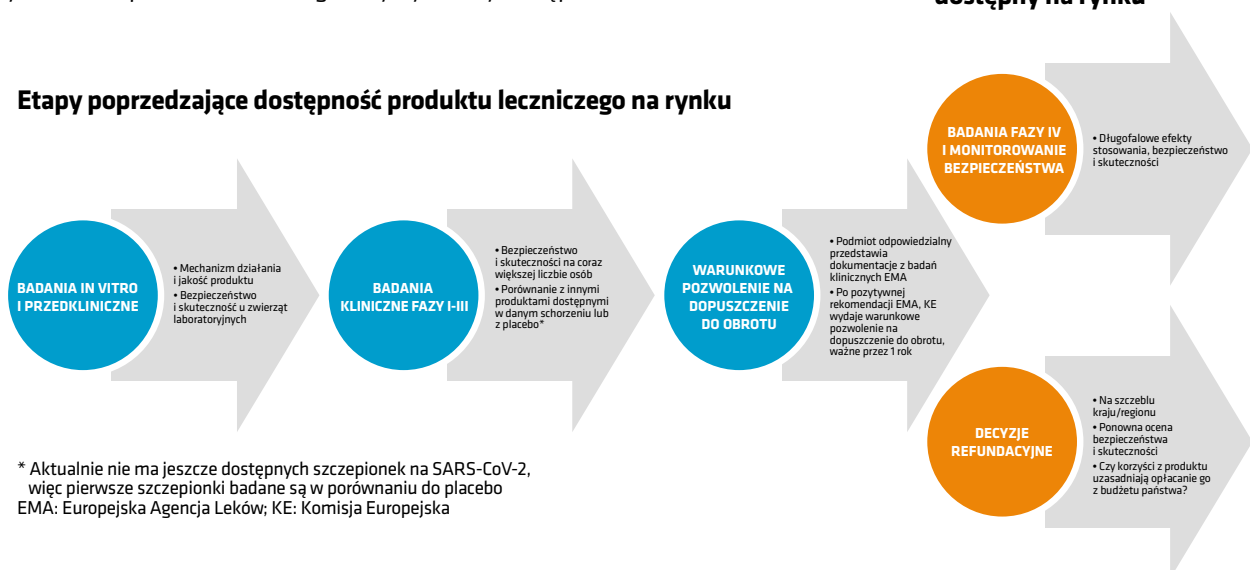 dostępny na rynku
Etapy poprzedzające dostępność produktu leczniczego na rynku
BADANIA IN VITRO
I PRZEDKLINICZNE
• Mechanizm działania
i jakość produktu
• Bezpieczeństwo
i skuteczność u zwierząt
laboratoryjnych
BADANIA
KLINICZNE FAZY I-III
• Bezpieczeństwo
i skuteczności na coraz
większej liczbie osób
• Porównanie z innymi
produktami dostępnymi
w danym schorzeniu lub
z placebo*
WARUNKOWE
POZWOLENIE NA
DOPUSZCZENIE
DO OBROTU
• Podmiot odpowiedzialny
przedstawia
dokumentacje z badań
klinicznych EMA
• Po pozytywnej
rekomendacji EMA, KE
wydaje warunkowe
pozwolenie na
dopuszczenie do obrotu,
ważne przez 1 rok
BADANIA FAZY IV
I MONITOROWANIE
BEZPIECZEŃSTWA
• Długofalowe efekty
stosowania, bezpieczeństwo
i skuteczności
DECYZJE
REFUNDACYJNE
• Na szczeblu
kraju/regionu
• Ponowna ocena
bezpieczeństwa
i skuteczności
• Czy korzyści z produktu
uzasadniają opłacanie go
z budżetu państwa?
* Aktualnie nie ma jeszcze dostępnych szczepionek na SARS-CoV-2,
więc pierwsze szczepionki badane są w porównaniu do placebo
EMA: Europejska Agencja Leków; KE: Komisja Europejska